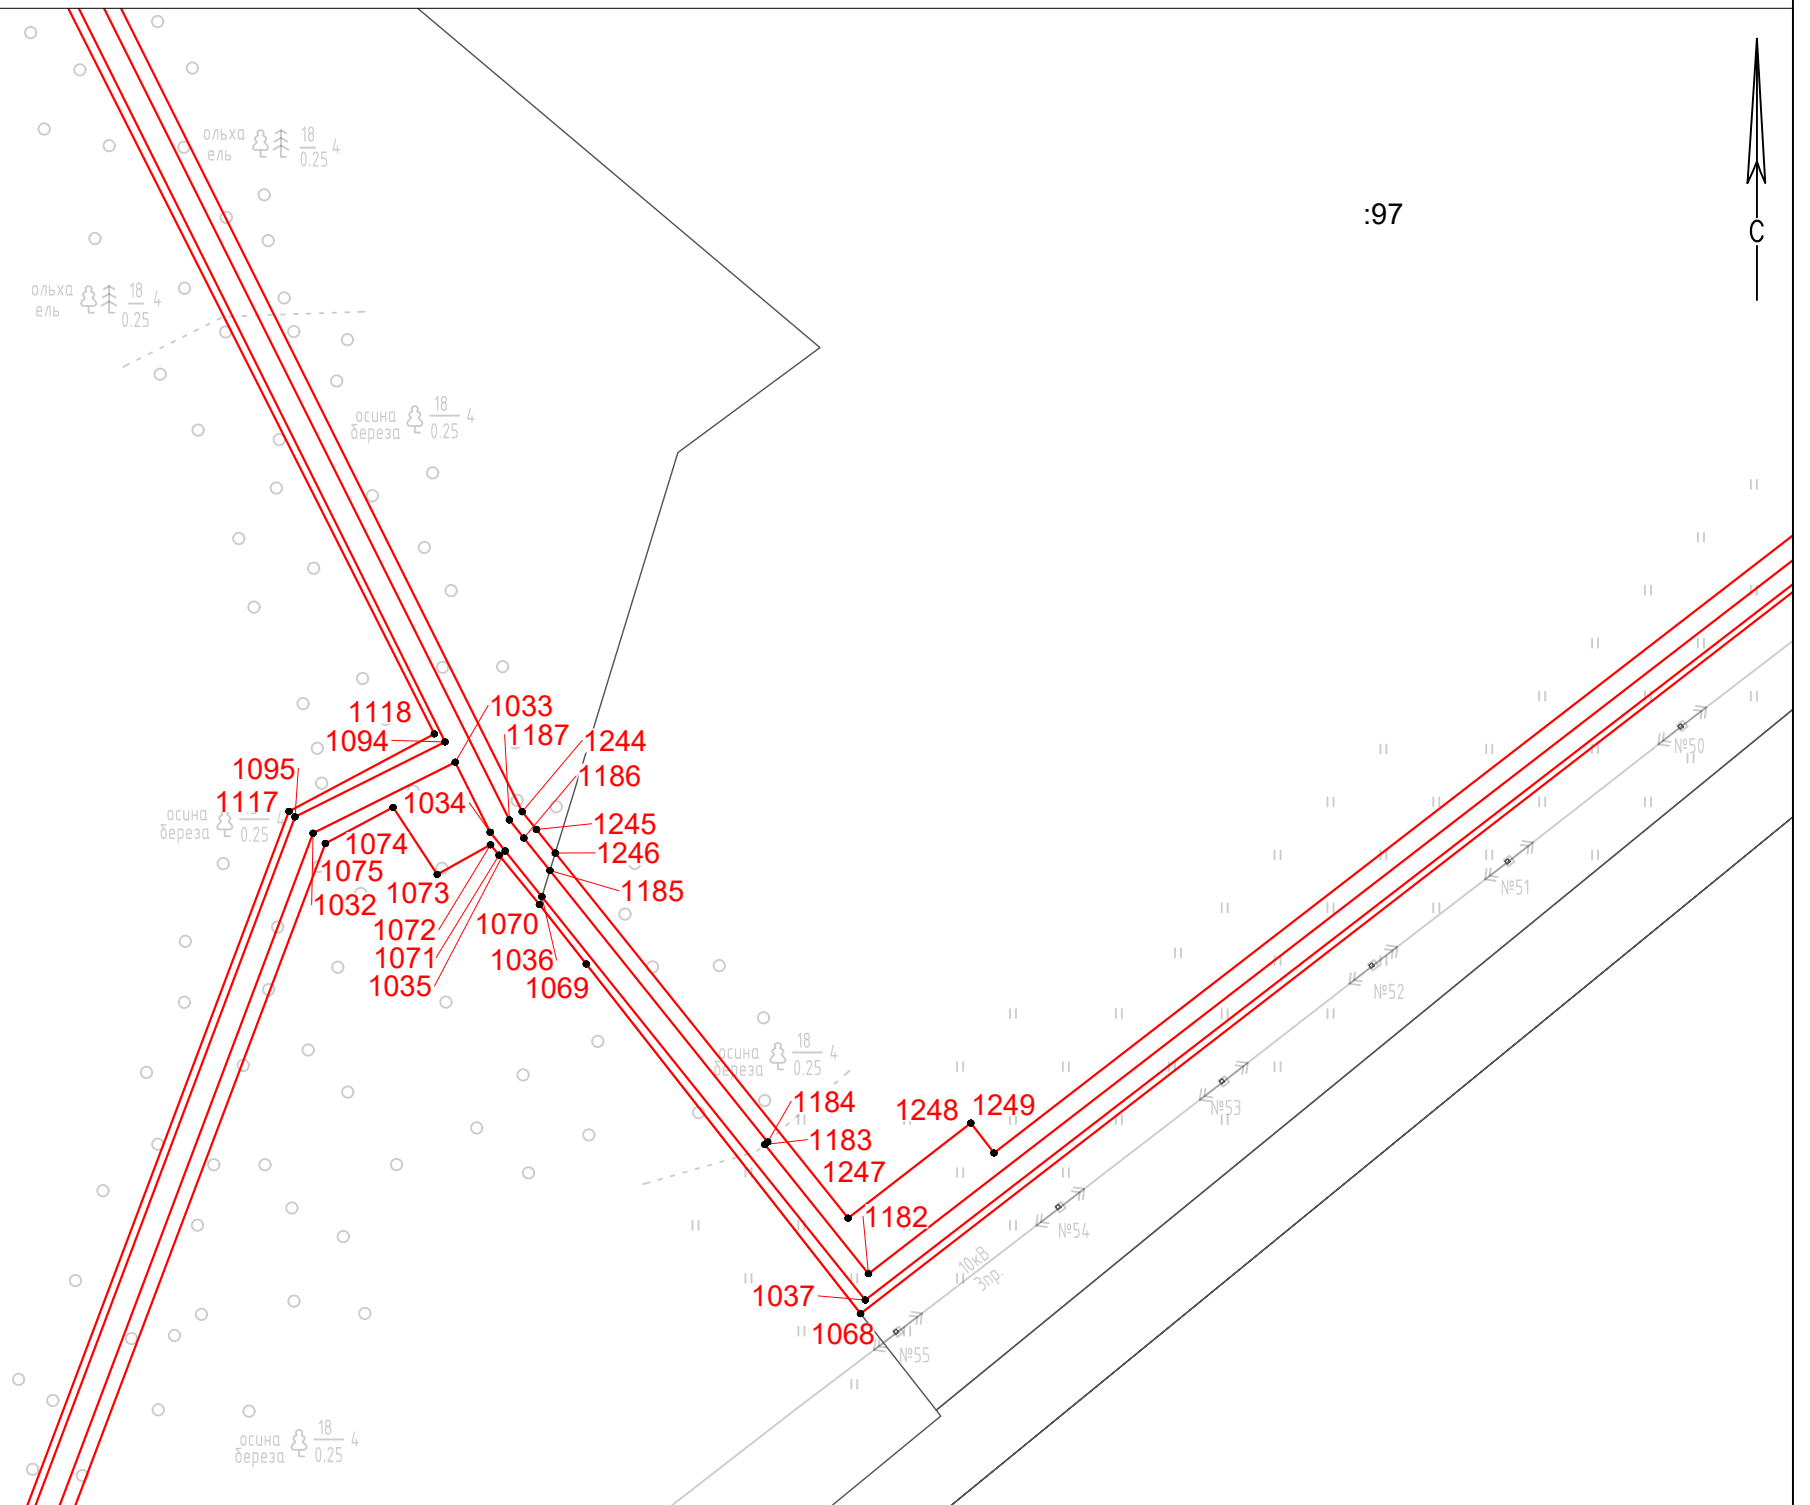 ольха 18 4
ель 0.25
:97
С
ольха 18 4
ель 0.25
осина 18 4
береза 0.25
1033
1118
1187
1094
1244
1095
1186
1117
1034
осина 4
береза 0.25
1245
1074
1246
1075
1073
1185
1032
1070
1072
1071
1036
1035
1069
№50
№51
№52
осина 18 4
береза 0.25
1184
1248
1249
№53
1183
1247
1182
№54
10кВ
3пр.
1037
1068
№55
осина 18 4
береза 0.25